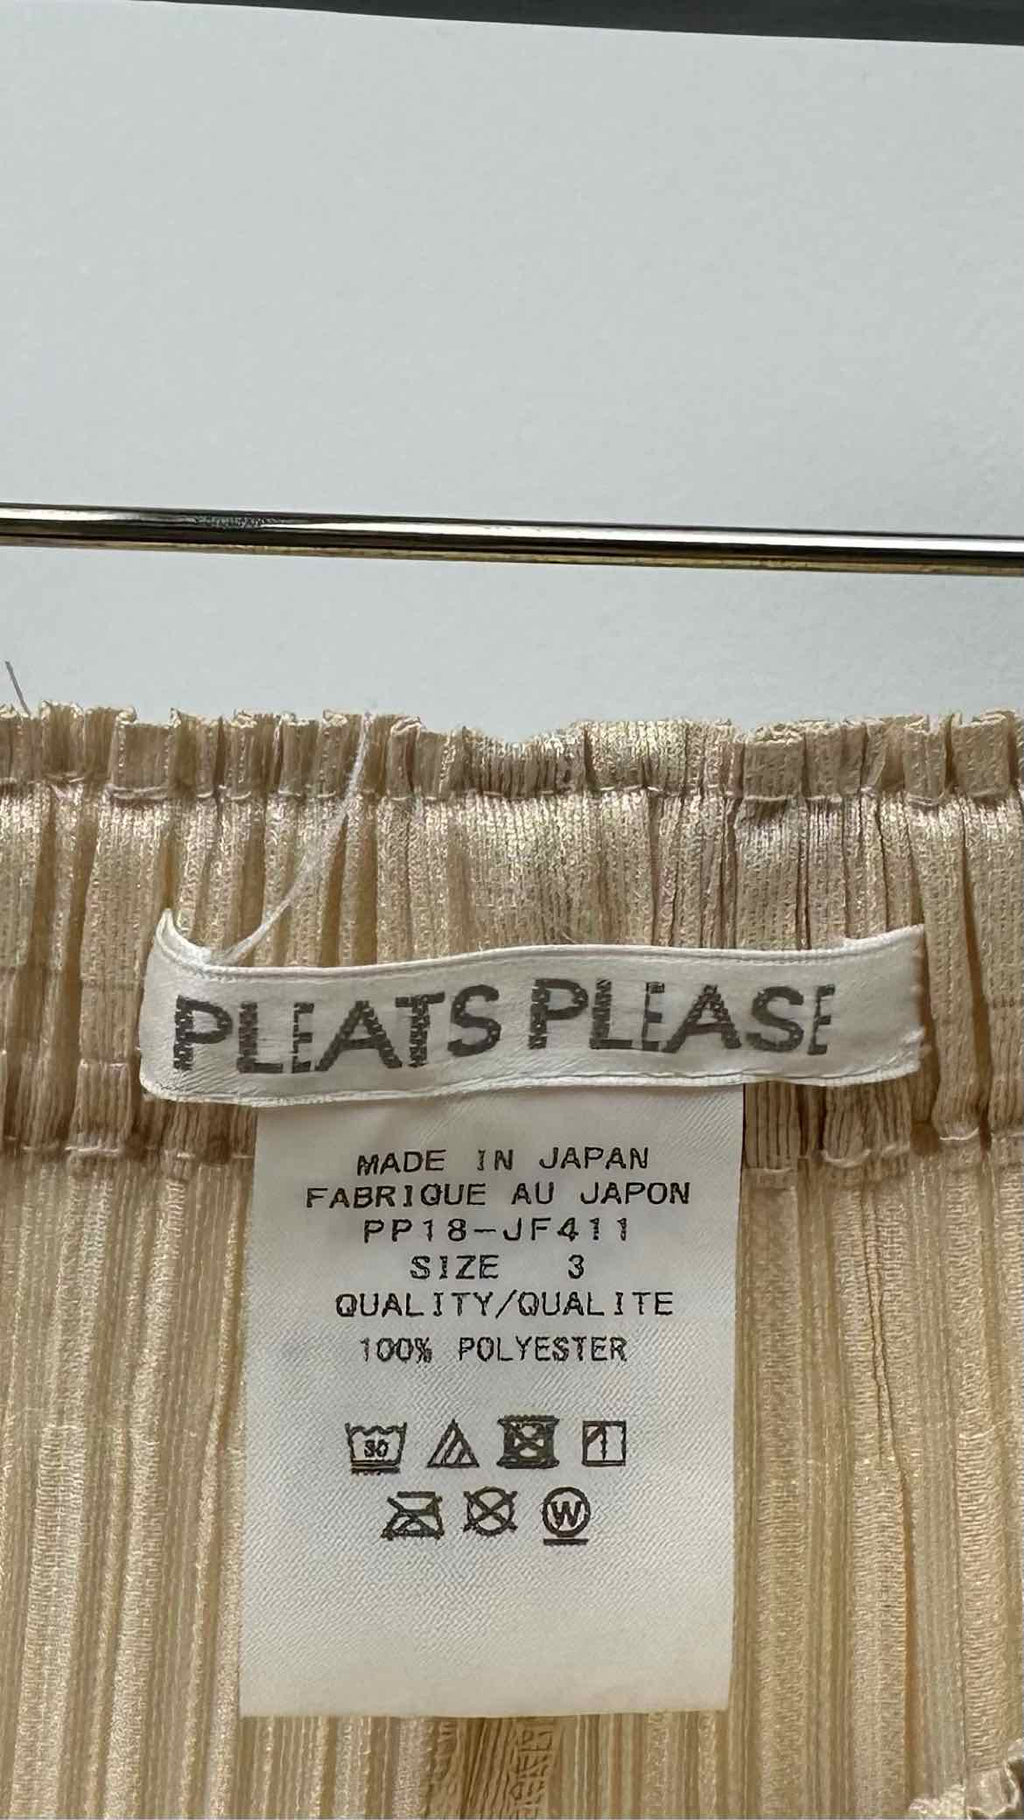 PLEATS PLEASE
MADE IN JAPAN
FABRIQUE AU JAPON
PP18-JF411
SIZE 3
QUALITY/QUALITE
100% POLYESTER
30
W